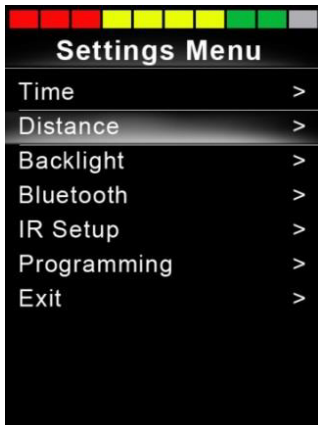 Settings Menu
Time >
Distance >
Backlight >
Bluetooth >
IR Setup >
Programming >
Exit >